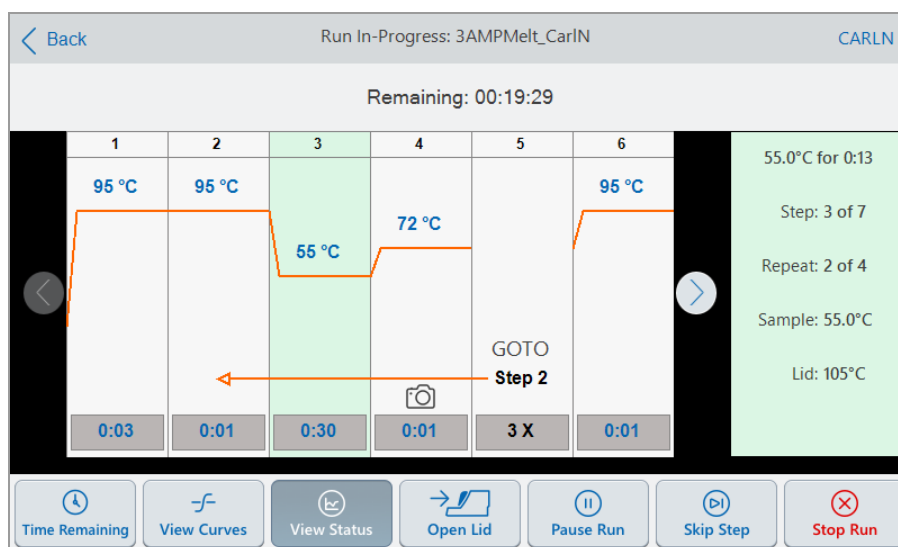 Back
Run In-Progress: 3AMPMelt_CarlN
CARLN
Remaining: 00:19:29
1 2 3 4 5 6
95 °C 95 °C 55 °C 72 °C 95 °C
GOTO
Step 2
0:03 0:01 0:30 0:01 3 X 0:01
55.0°C for 0:13
Step: 3 of 7
Repeat: 2 of 4
Sample: 55.0°C
Lid: 105°C
Time Remaining View Curves View Status Open Lid Pause Run Skip Step Stop Run